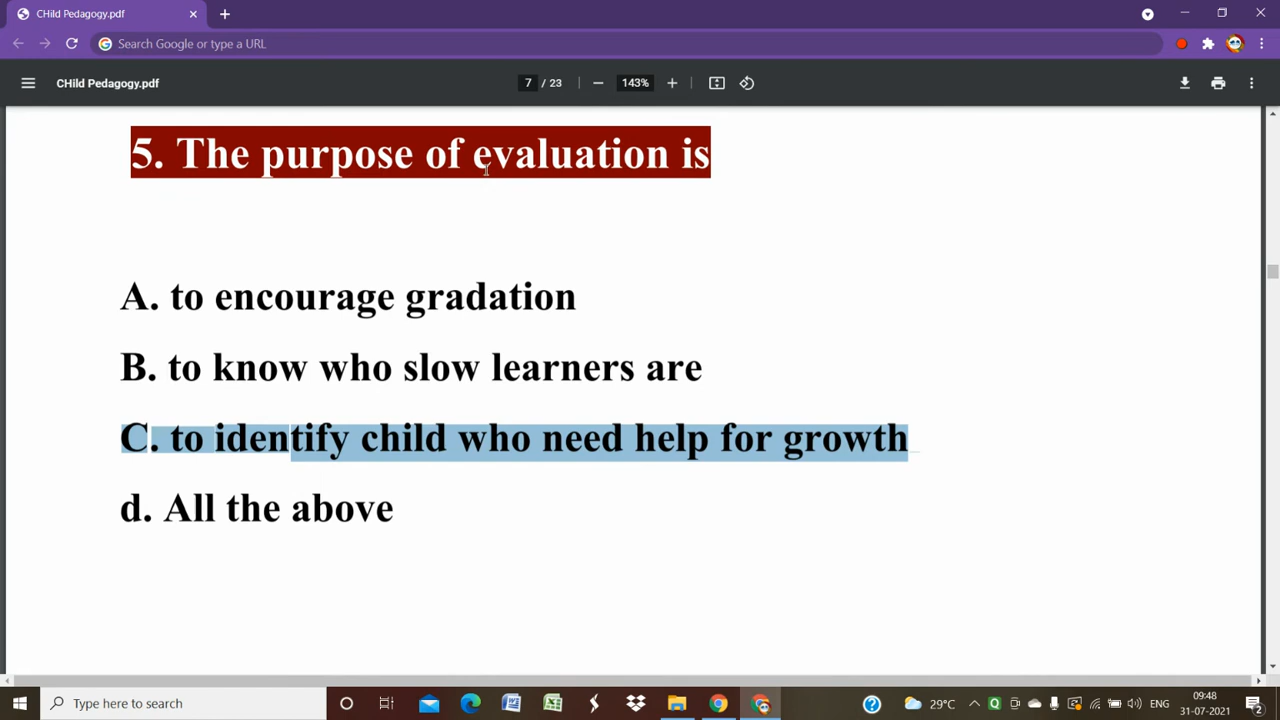 CHild Pedagogy.pdf
Search Google or type a URL
CHild Pedagogy.pdf
7 / 23
143%
5. The purpose of evaluation is
A. to encourage gradation
B. to know who slow learners are
C. to identify child who need help for growth
d. All the above
Type here to search
29°C
ENG
09:48
31-07-2021
2